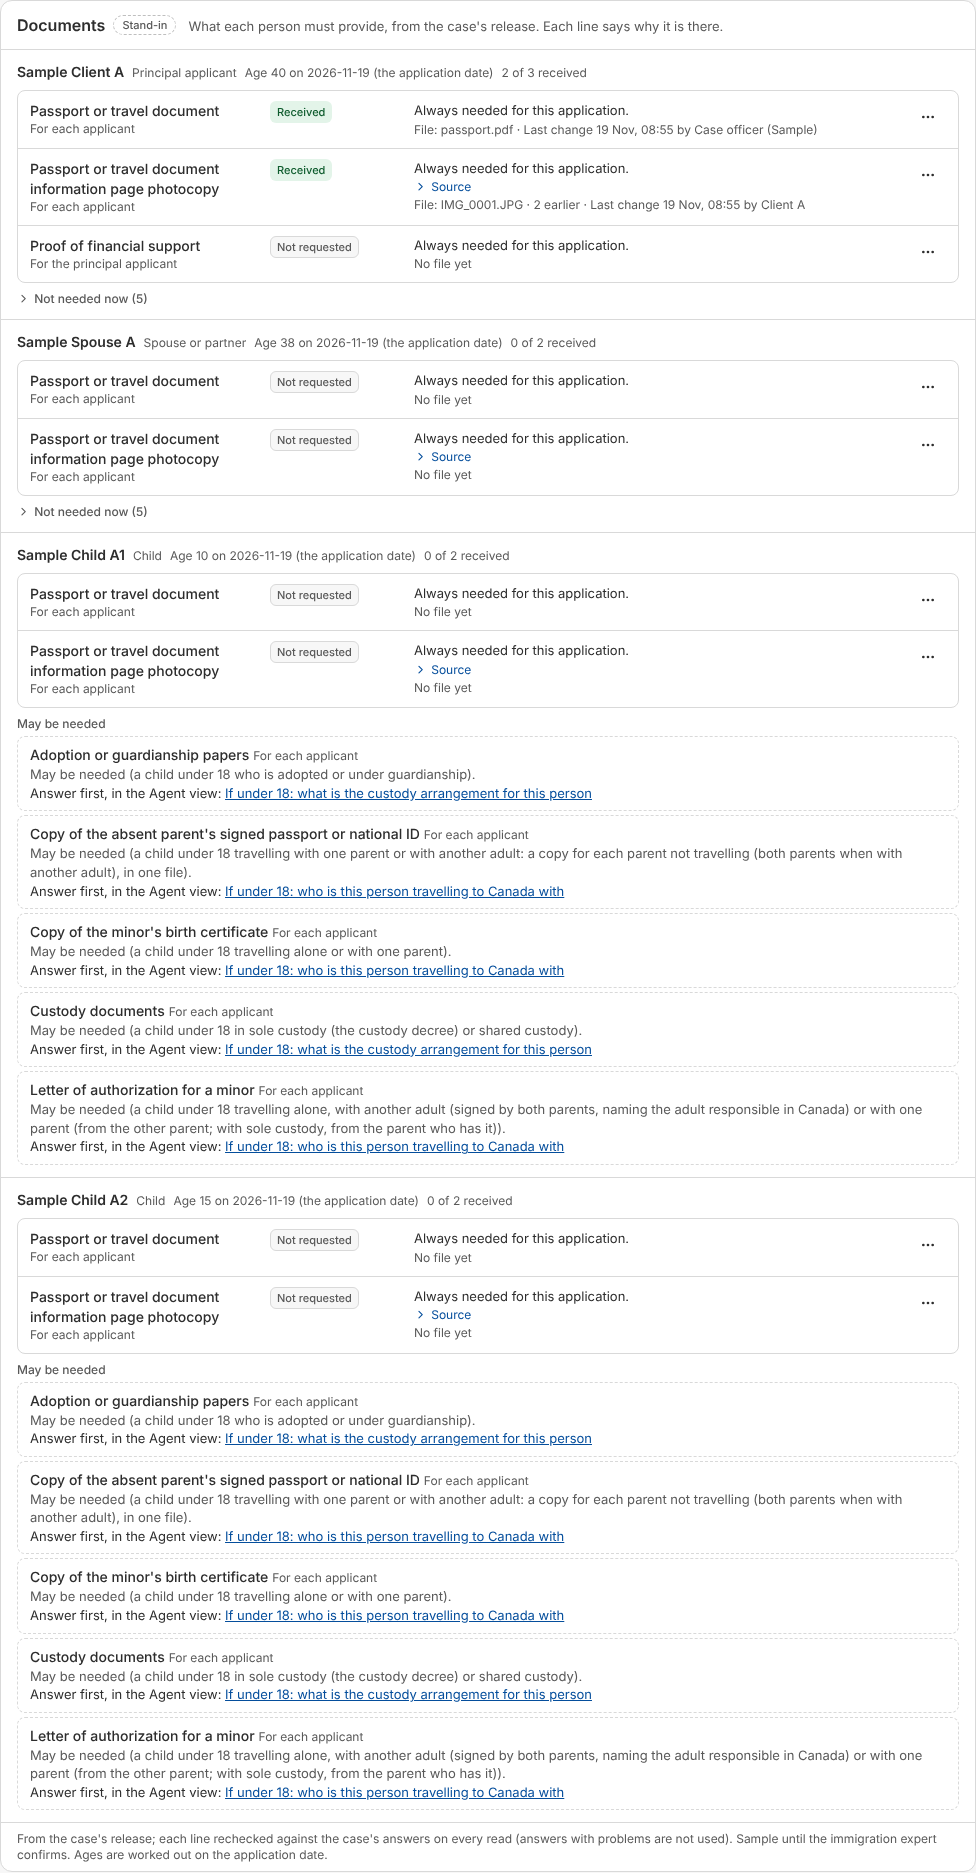 Documents Stand-in What each person must provide, from the case's release. Each line says why it is there.
Sample Client A Principal applicant Age 40 on 2026-11-19 (the application date) 2 of 3 received
Passport or travel document Received Always needed for this application. ...
For each applicant File: passport.pdf · Last change 19 Nov, 08:55 by Case officer (Sample)
Passport or travel document Received Always needed for this application. ...
information page photocopy > Source
For each applicant File: IMG_0001.JPG · 2 earlier · Last change 19 Nov, 08:55 by Client A
Proof of financial support Not requested Always needed for this application. ...
For the principal applicant No file yet
> Not needed now (5)
Sample Spouse A Spouse or partner Age 38 on 2026-11-19 (the application date) 0 of 2 received
Passport or travel document Not requested Always needed for this application. ...
For each applicant No file yet
Passport or travel document Not requested Always needed for this application. ...
information page photocopy > Source
For each applicant No file yet
> Not needed now (5)
Sample Child A1 Child Age 10 on 2026-11-19 (the application date) 0 of 2 received
Passport or travel document Not requested Always needed for this application. ...
For each applicant No file yet
Passport or travel document Not requested Always needed for this application. ...
information page photocopy > Source
For each applicant No file yet
May be needed
Adoption or guardianship papers For each applicant
May be needed (a child under 18 who is adopted or under guardianship).
Answer first, in the Agent view: If under 18: what is the custody arrangement for this person
Copy of the absent parent's signed passport or national ID For each applicant
May be needed (a child under 18 travelling with one parent or with another adult: a copy for each parent not travelling (both parents when with
another adult), in one file).
Answer first, in the Agent view: If under 18: who is this person travelling to Canada with
Copy of the minor's birth certificate For each applicant
May be needed (a child under 18 travelling alone or with one parent).
Answer first, in the Agent view: If under 18: who is this person travelling to Canada with
Custody documents For each applicant
May be needed (a child under 18 in sole custody (the custody decree) or shared custody).
Answer first, in the Agent view: If under 18: what is the custody arrangement for this person
Letter of authorization for a minor For each applicant
May be needed (a child under 18 travelling alone, with another adult (signed by both parents, naming the adult responsible in Canada) or with one
parent (from the other parent; with sole custody, from the parent who has it)).
Answer first, in the Agent view: If under 18: who is this person travelling to Canada with
Sample Child A2 Child Age 15 on 2026-11-19 (the application date) 0 of 2 received
Passport or travel document Not requested Always needed for this application. ...
For each applicant No file yet
Passport or travel document Not requested Always needed for this application. ...
information page photocopy > Source
For each applicant No file yet
May be needed
Adoption or guardianship papers For each applicant
May be needed (a child under 18 who is adopted or under guardianship).
Answer first, in the Agent view: If under 18: what is the custody arrangement for this person
Copy of the absent parent's signed passport or national ID For each applicant
May be needed (a child under 18 travelling with one parent or with another adult: a copy for each parent not travelling (both parents when with
another adult), in one file).
Answer first, in the Agent view: If under 18: who is this person travelling to Canada with
Copy of the minor's birth certificate For each applicant
May be needed (a child under 18 travelling alone or with one parent).
Answer first, in the Agent view: If under 18: who is this person travelling to Canada with
Custody documents For each applicant
May be needed (a child under 18 in sole custody (the custody decree) or shared custody).
Answer first, in the Agent view: If under 18: what is the custody arrangement for this person
Letter of authorization for a minor For each applicant
May be needed (a child under 18 travelling alone, with another adult (signed by both parents, naming the adult responsible in Canada) or with one
parent (from the other parent; with sole custody, from the parent who has it)).
Answer first, in the Agent view: If under 18: who is this person travelling to Canada with
From the case's release; each line rechecked against the case's answers on every read (answers with problems are not used). Sample until the immigration expert
confirms. Ages are worked out on the application date.